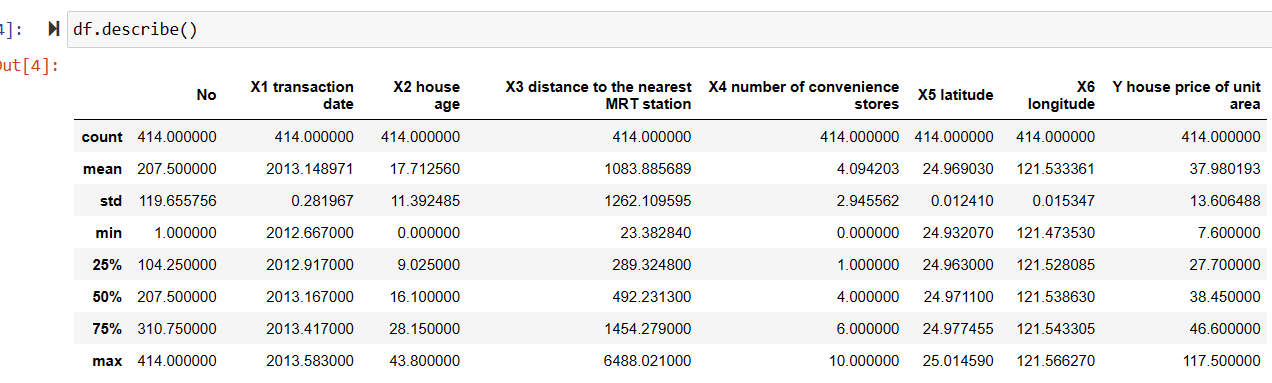 4]: df.describe()
Out[4]:
No X1 transaction date X2 house age X3 distance to the nearest MRT station X4 number of convenience stores X5 latitude X6 longitude Y house price of unit area
count 414.000000 414.000000 414.000000 414.000000 414.000000 414.000000 414.000000 414.000000
mean 207.500000 2013.148971 17.712560 1083.885689 4.094203 24.969030 121.533361 37.980193
std 119.655756 0.281967 11.392485 1262.109595 2.945562 0.012410 0.015347 13.606488
min 1.000000 2012.667000 0.000000 23.382840 0.000000 24.932070 121.473530 7.600000
25% 104.250000 2012.917000 9.025000 289.324800 1.000000 24.963000 121.528085 27.700000
50% 207.500000 2013.167000 16.100000 492.231300 4.000000 24.971100 121.538630 38.450000
75% 310.750000 2013.417000 28.150000 1454.279000 6.000000 24.977455 121.543305 46.600000
max 414.000000 2013.583000 43.800000 6488.021000 10.000000 25.014590 121.566270 117.500000